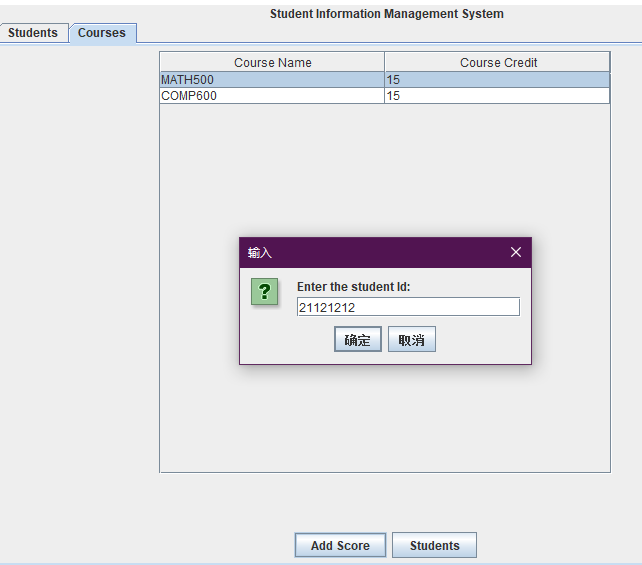 Student Information Management System
Students Courses
Course Name Course Credit
MATH500 15
COMP600 15
输入
?
Enter the student Id:
21121212
确定 取消
Add Score Students